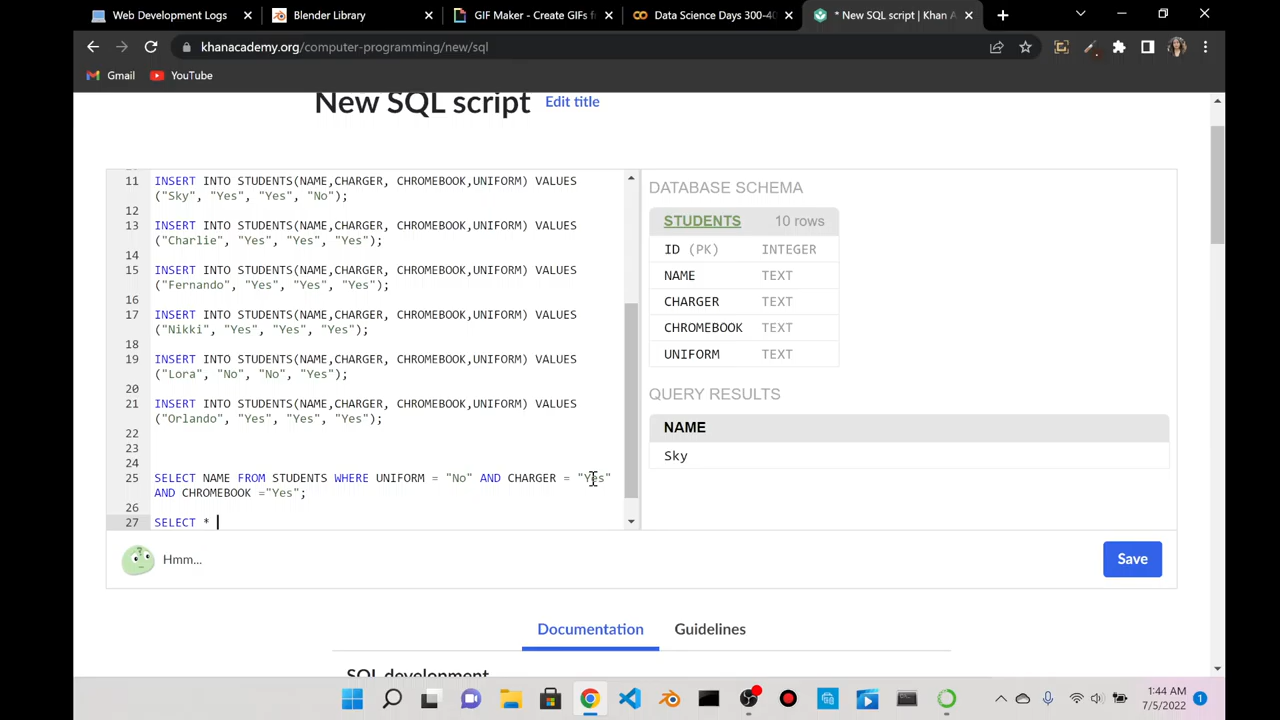 Web Development Logs
Blender Library
GIF Maker - Create GIFs f
Data Science Days 300-40
* New SQL script | Khan A
khanacademy.org/computer-programming/new/sql
Gmail
YouTube
New SQL script
Edit title
11 INSERT INTO STUDENTS(NAME,CHARGER, CHROMEBOOK,UNIFORM) VALUES
("Sky", "Yes", "Yes", "No");
12
13 INSERT INTO STUDENTS(NAME,CHARGER, CHROMEBOOK,UNIFORM) VALUES
("Charlie", "Yes", "Yes", "Yes");
14
15 INSERT INTO STUDENTS(NAME,CHARGER, CHROMEBOOK,UNIFORM) VALUES
("Fernando", "Yes", "Yes", "Yes");
16
17 INSERT INTO STUDENTS(NAME,CHARGER, CHROMEBOOK,UNIFORM) VALUES
("Nikki", "Yes", "Yes", "Yes");
18
19 INSERT INTO STUDENTS(NAME,CHARGER, CHROMEBOOK,UNIFORM) VALUES
("Lora", "No", "No", "Yes");
20
21 INSERT INTO STUDENTS(NAME,CHARGER, CHROMEBOOK,UNIFORM) VALUES
("Orlando", "Yes", "Yes", "Yes");
22
23
24
25 SELECT NAME FROM STUDENTS WHERE UNIFORM = "No" AND CHARGER = "Yes"
AND CHROMEBOOK ="Yes";
26
27 SELECT *
DATABASE SCHEMA
STUDENTS 10 rows
ID (PK) INTEGER
NAME TEXT
CHARGER TEXT
CHROMEBOOK TEXT
UNIFORM TEXT
QUERY RESULTS
NAME
Sky
Hmm...
Save
Documentation
Guidelines
SQL development
1:44 AM
7/5/2022
1